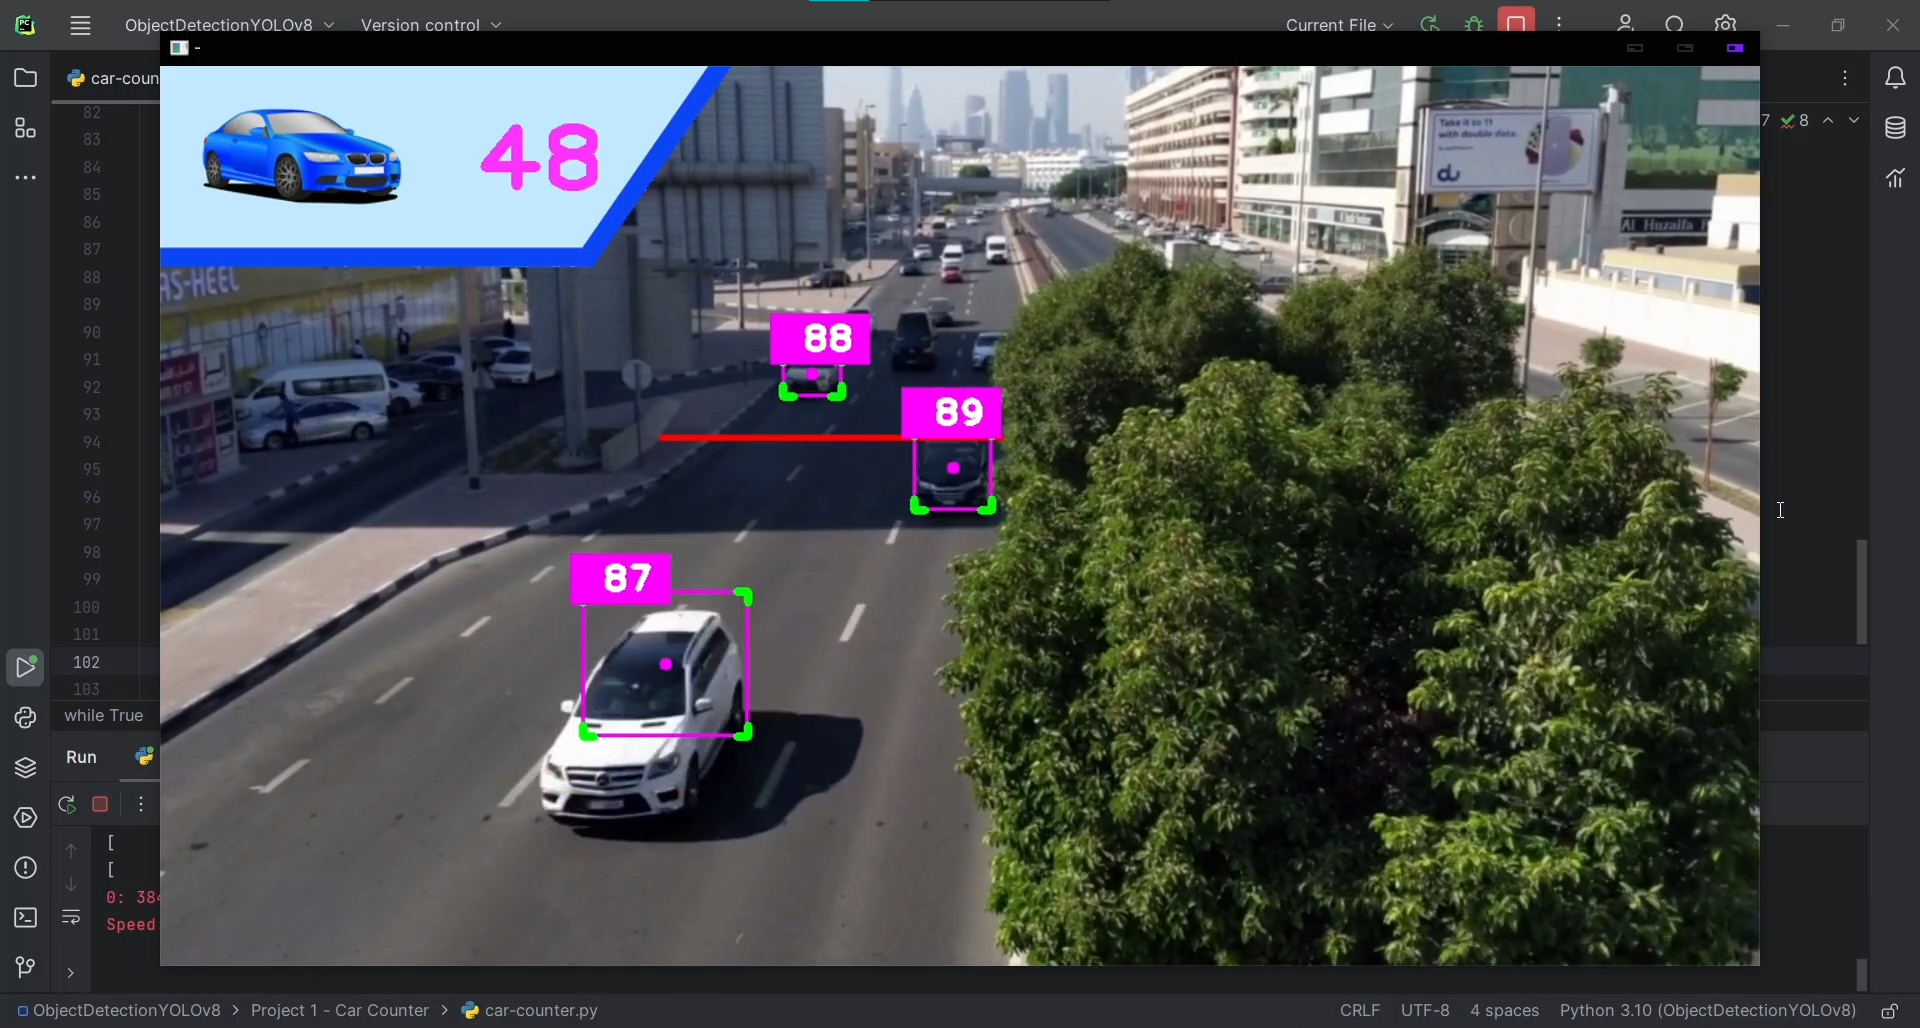 PC
ObjectDetectionYOLOv8
Version control
Current File
-
car-coun
7
8
48
82
83
84
85
86
87
88
89
90
91
92
93
94
95
96
97
98
99
100
101
102
103
Take it to 11
with double data.
du
Al Huzaifa
AS-HEEL
88
89
87
while True
Run
[
[
0: 384
Speed:
ObjectDetectionYOLOv8 > Project 1 - Car Counter > car-counter.py
CRLF UTF-8 4 spaces Python 3.10 (ObjectDetectionYOLOv8)